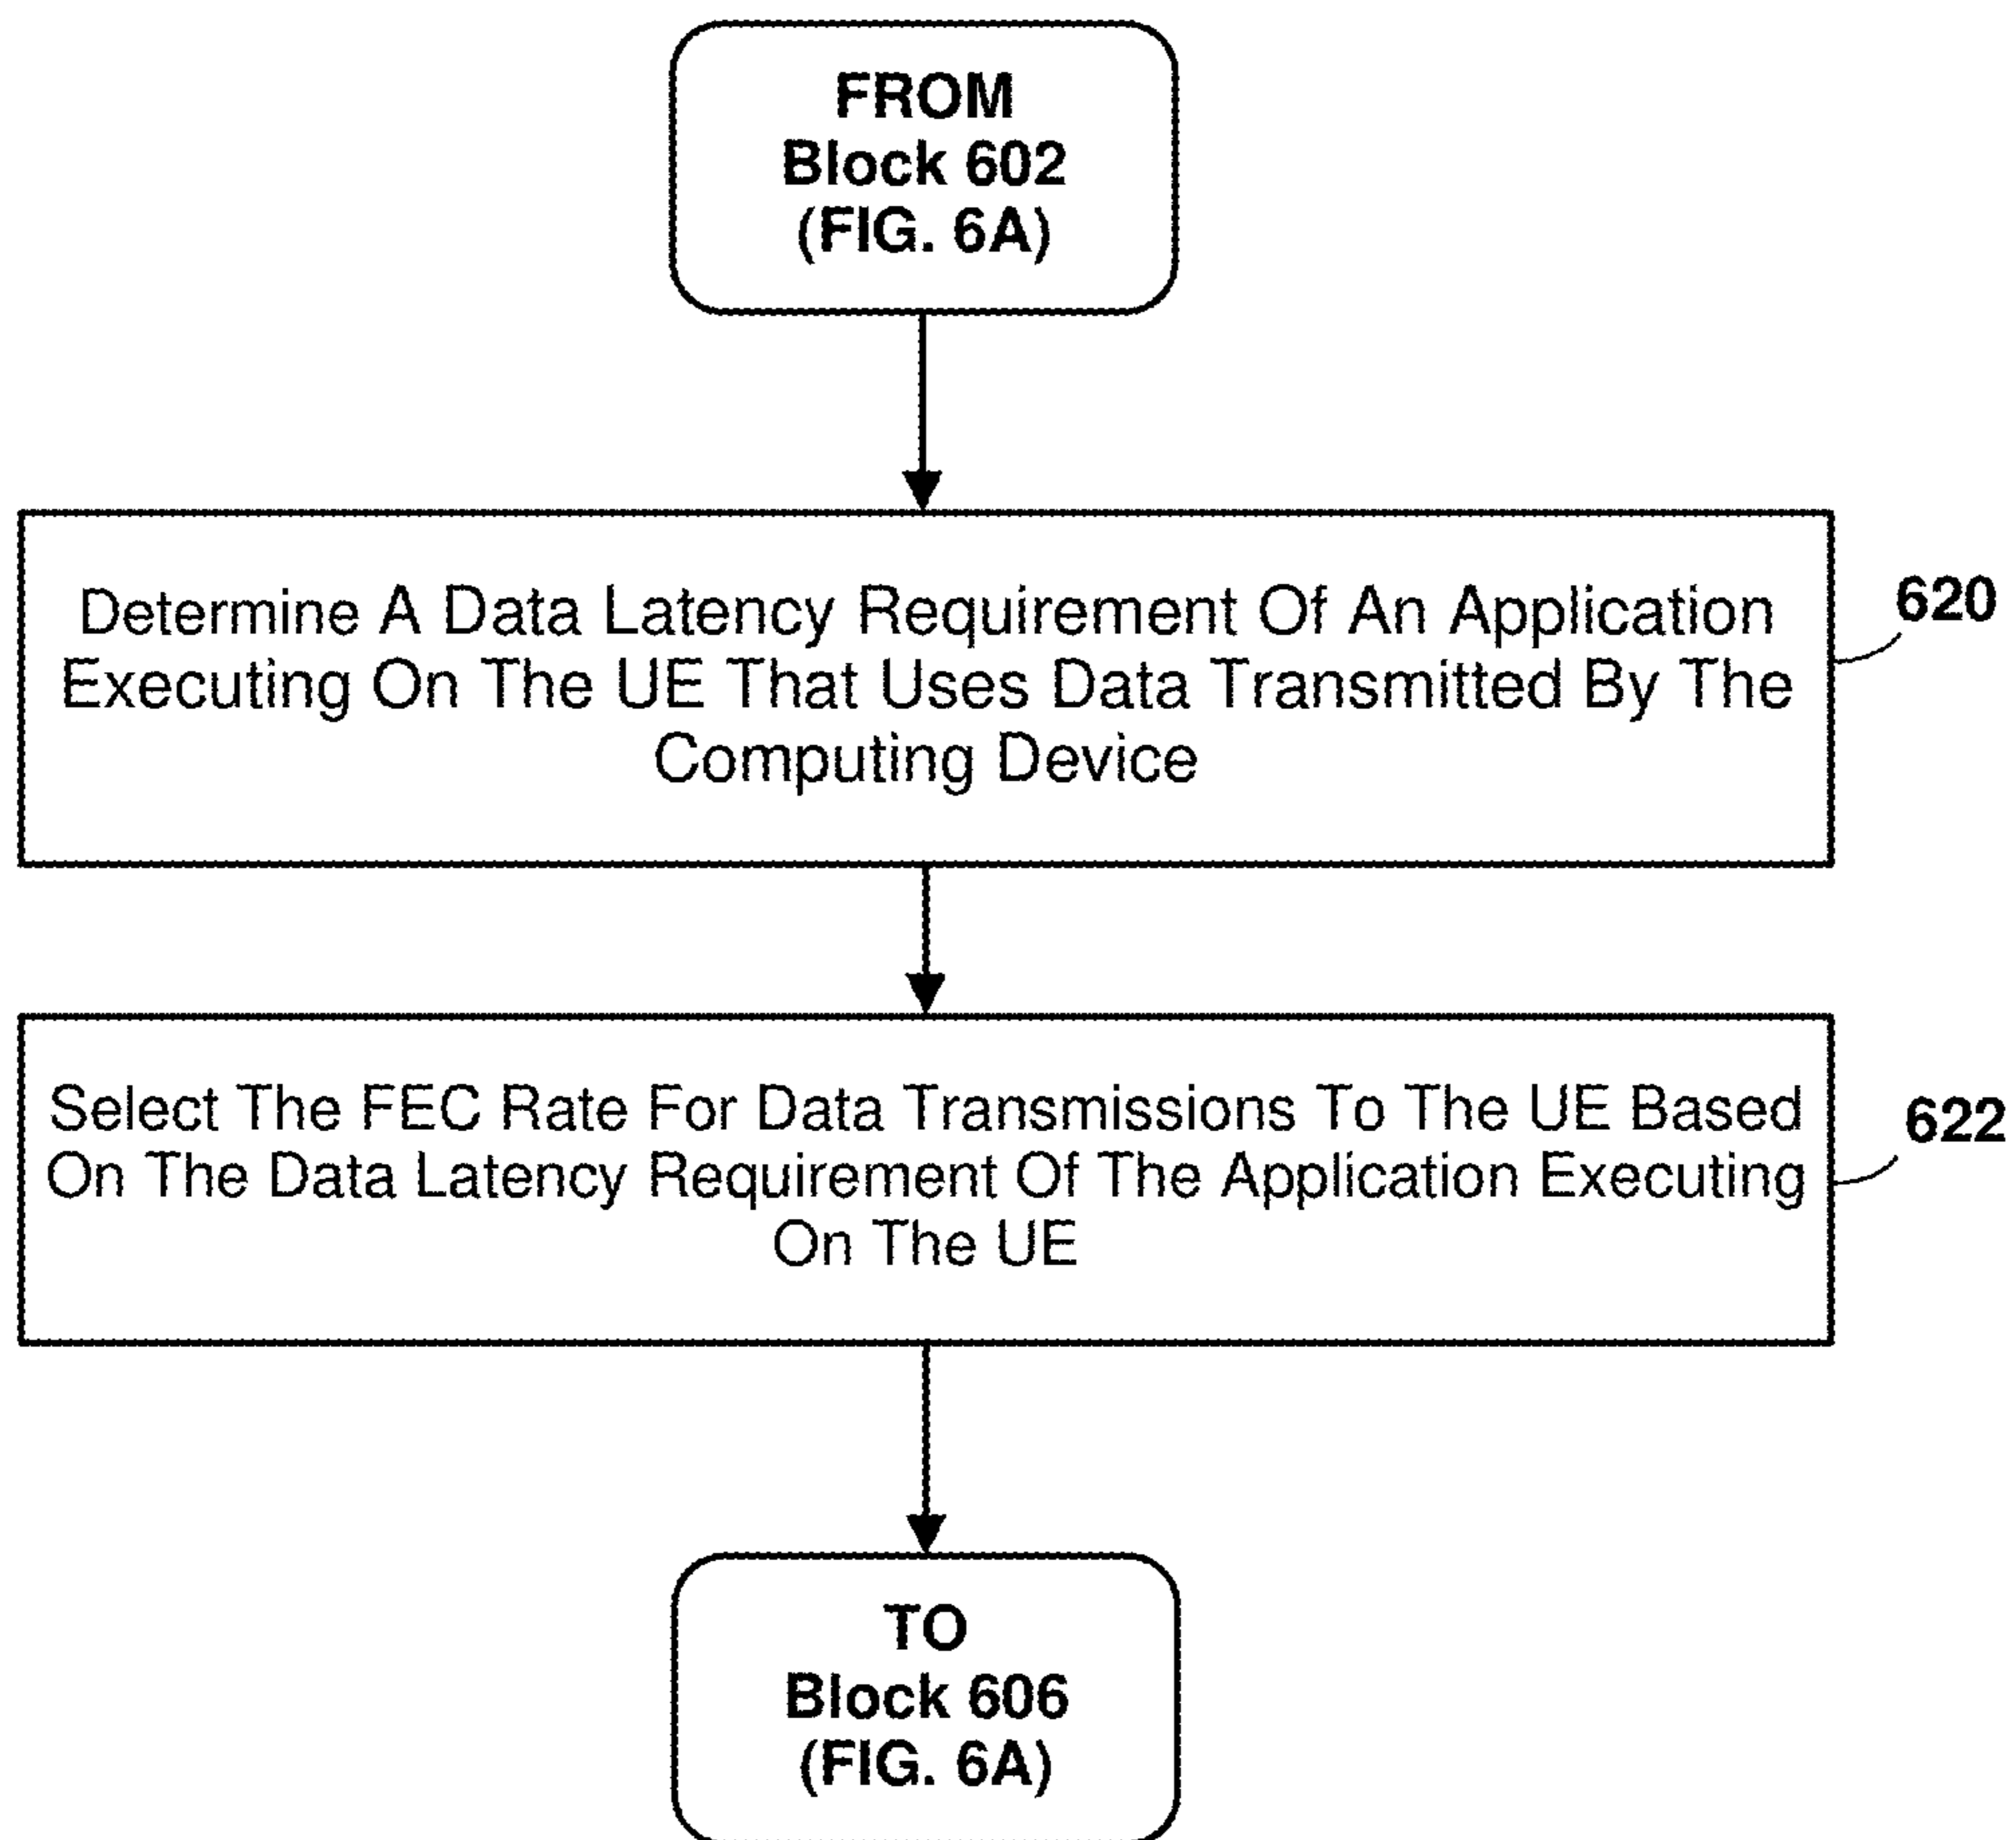 FROM
Block 602
(FIG. 6A)
Determine A Data Latency Requirement Of An Application
Executing On The UE That Uses Data Transmitted By The
Computing Device
620
Select The FEC Rate For Data Transmissions To The UE Based
On The Data Latency Requirement Of The Application Executing
On The UE
622
TO
Block 606
(FIG. 6A)